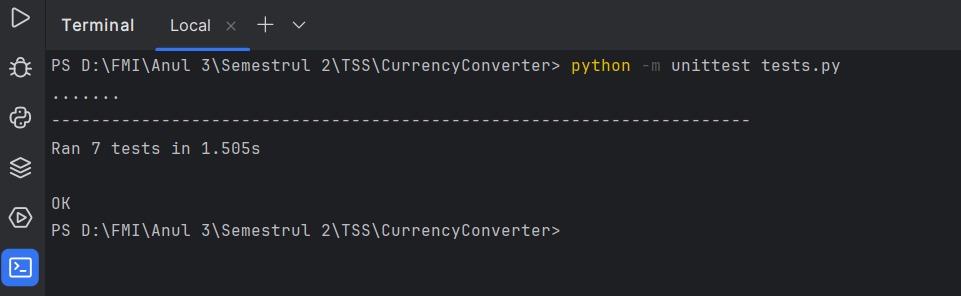 Terminal Local
PS D:\FMI\Anul 3\Semestrul 2\TSS\CurrencyConverter> python -m unittest tests.py
.......
----------------------------------------------------------------------
Ran 7 tests in 1.505s
OK
PS D:\FMI\Anul 3\Semestrul 2\TSS\CurrencyConverter>